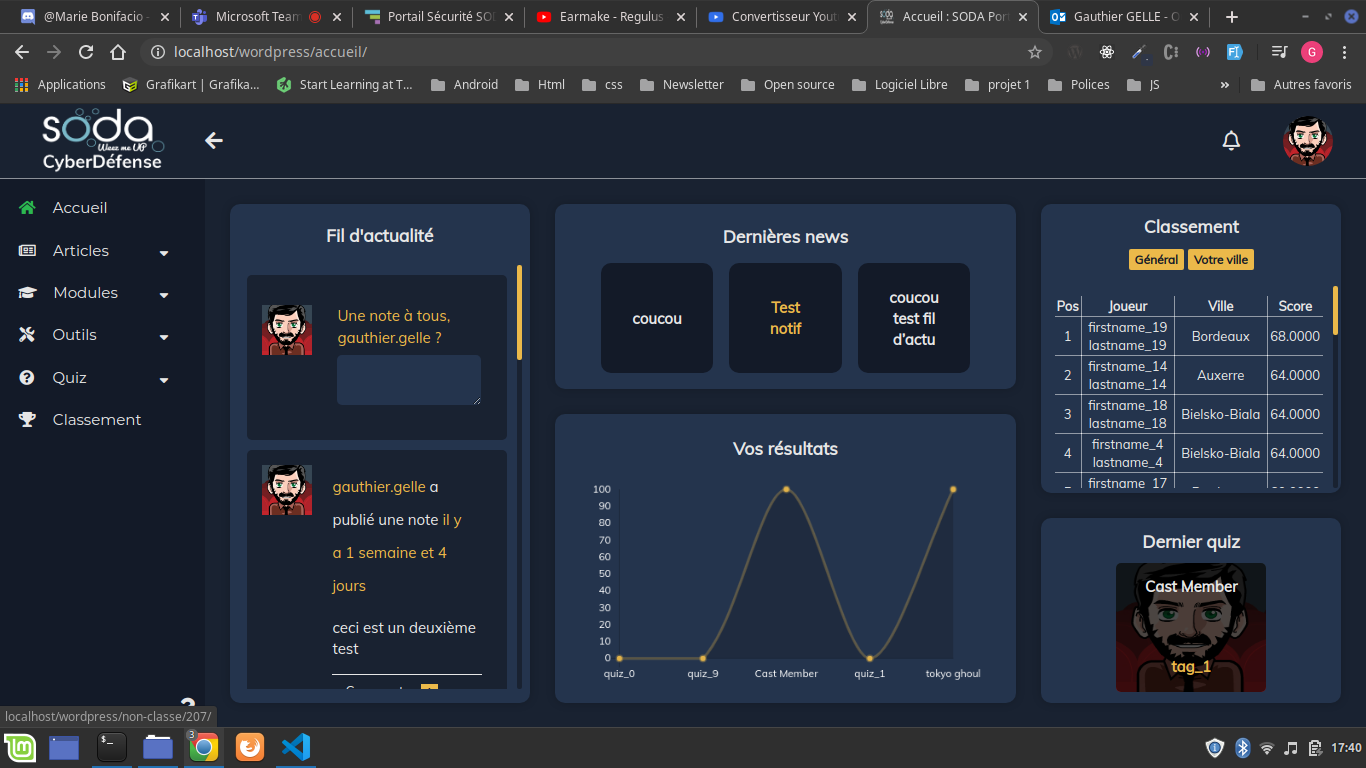 @Marie Bonifacio -
Microsoft Team
Portail Sécurité SO
Earmake - Regulus
Convertisseur Yout
Accueil : SODA Por
Gauthier GELLE - O
localhost/wordpress/accueil/
G
Applications
Grafikart | Grafika...
Start Learning at T...
Android
Html
css
Newsletter
Open source
Logiciel Libre
projet 1
Polices
JS
»
Autres favoris
soda
Weez me UP
CyberDéfense
Accueil
Articles
Modules
Outils
Quiz
Classement
Fil d'actualité
Une note à tous,
gauthier.gelle ?
gauthier.gelle a
publié une note il y
a 1 semaine et 4
jours
ceci est un deuxième
test
Dernières news
coucou
Test
notif
coucou
test fil
d'actu
Vos résultats
100
90
80
70
60
50
40
30
20
10
0
quiz_0
quiz_9
Cast Member
quiz_1
tokyo ghoul
Classement
Général
Votre ville
Pos Joueur Ville Score
1 firstname_19 lastname_19 Bordeaux 68.0000
2 firstname_14 lastname_14 Auxerre 64.0000
3 firstname_18 lastname_18 Bielsko-Biala 64.0000
4 firstname_4 lastname_4 Bielsko-Biala 64.0000
firstname_17
Dernier quiz
Cast Member
tag_1
localhost/wordpress/non-classe/207/
3
17:40